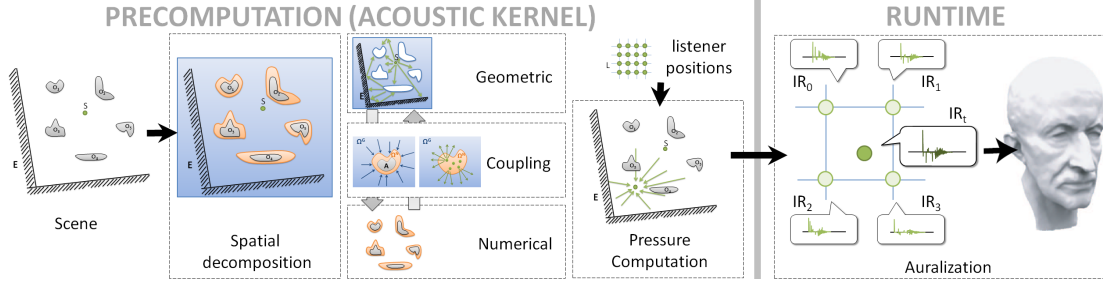 PRECOMPUTATION (ACOUSTIC KERNEL)
RUNTIME
S
E
Scene
E
Spatial
decomposition
S
E
Geometric
Coupling
Numerical
L
listener
positions
S
E
Pressure
Computation
IR0
IR1
IRt
IR2
IR3
Auralization